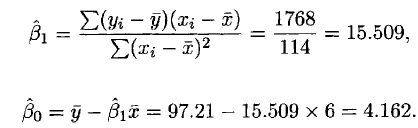 β̂₁ = Σ(yᵢ − ȳ)(xᵢ − x̄) / Σ(xᵢ − x̄)² = 1768 / 114 = 15.509,
β̂₀ = ȳ − β̂₁x̄ = 97.21 − 15.509 × 6 = 4.162.